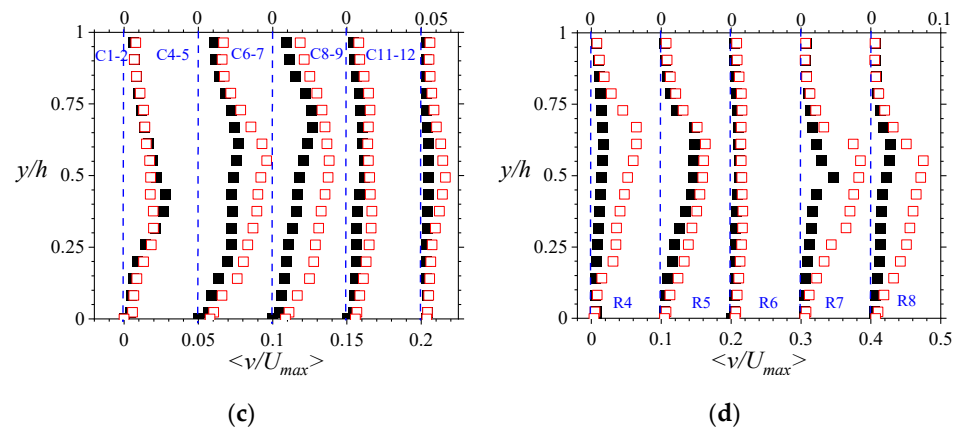 0 0 0 0 0.05
1
0.75
0.5
0.25
0
y/h
C1-2 C4-5 C6-7 C8-9 C11-12
0 0.05 0.1 0.15 0.2
<v/Umax>
(c)
0 0 0 0 0.1
1
0.75
0.5
0.25
0
y/h
R4 R5 R6 R7 R8
0 0.1 0.2 0.3 0.4 0.5
<v/Umax>
(d)